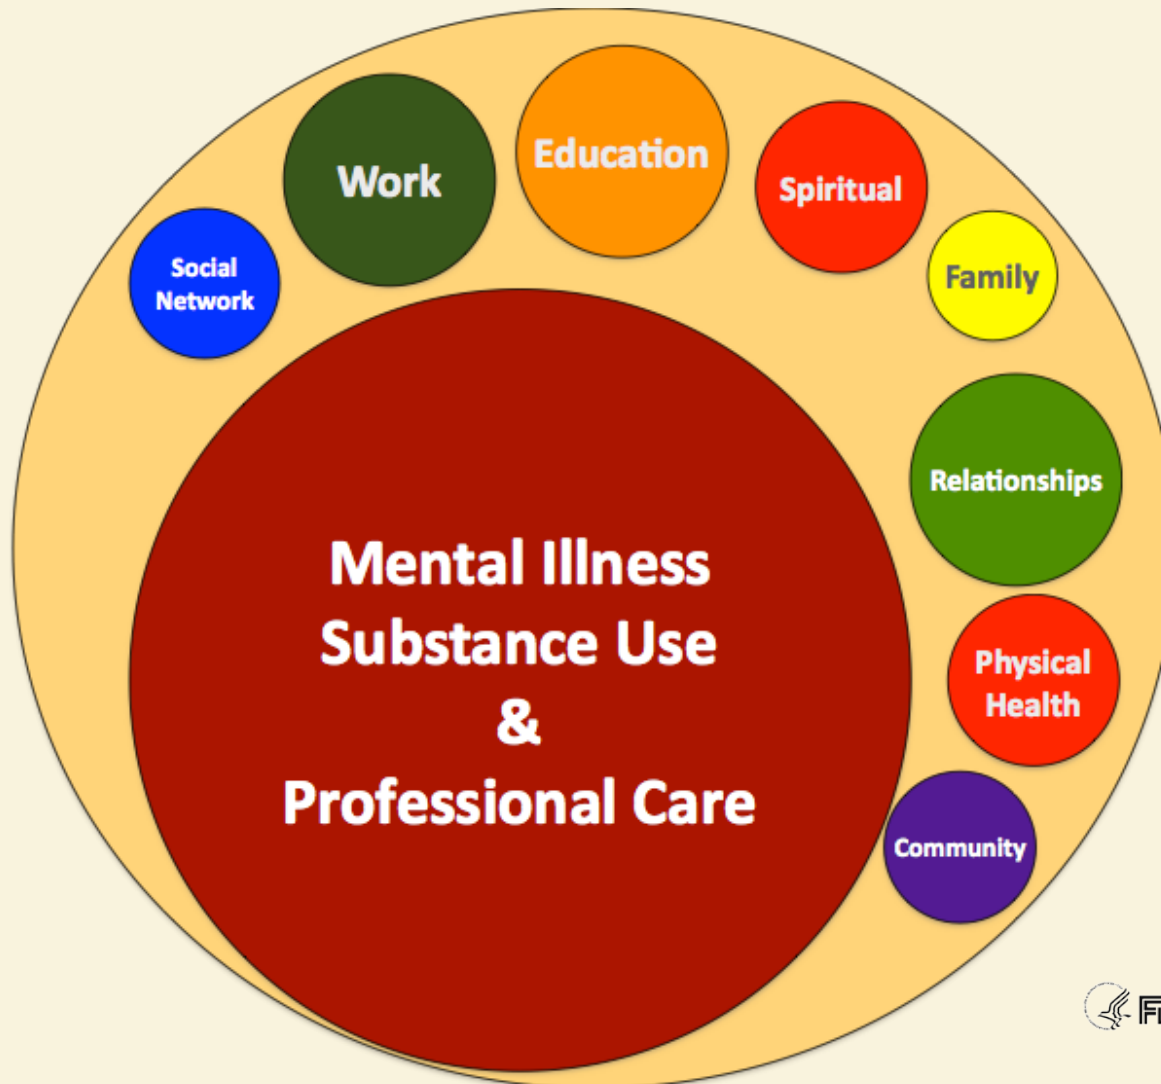 Education
Work
Spiritual
Social
Network
Family
Relationships
Mental Illness
Substance Use
&
Professional Care
Physical
Health
Community